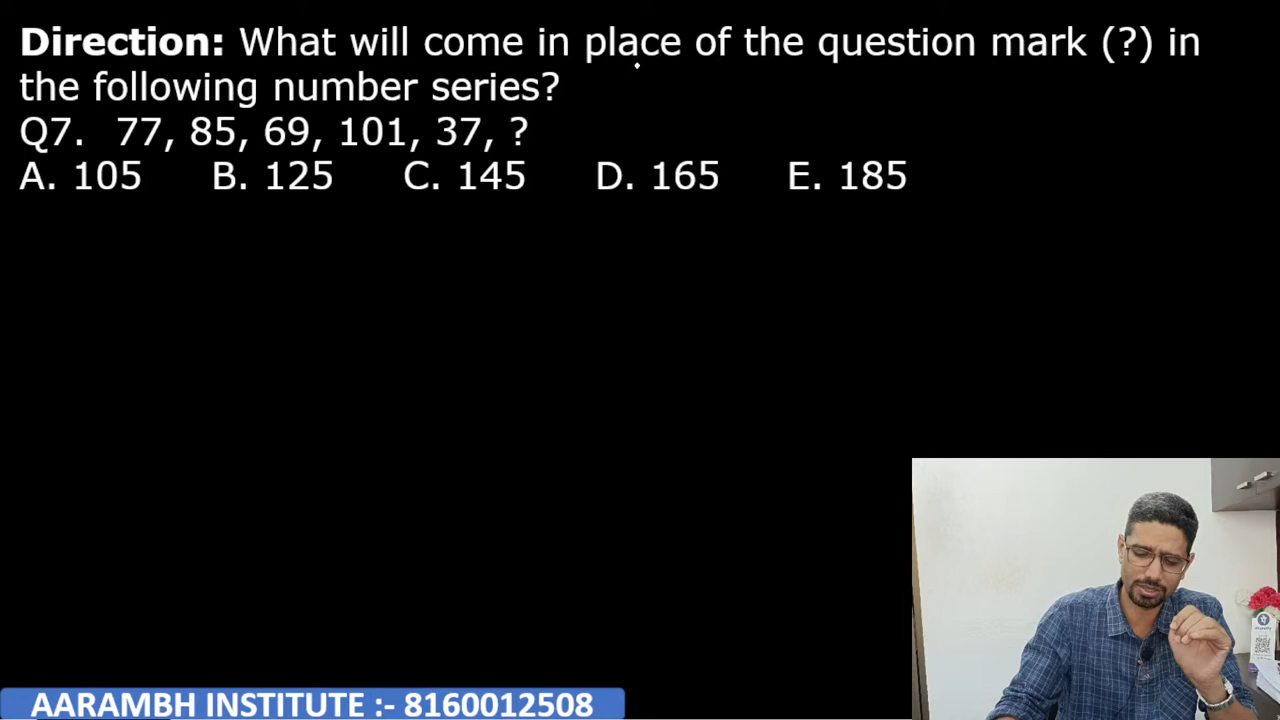 Direction: What will come in place of the question mark (?) in
the following number series?
Q7. 77, 85, 69, 101, 37, ?
A. 105 B. 125 C. 145 D. 165 E. 185
AARAMBH INSTITUTE :- 8160012508